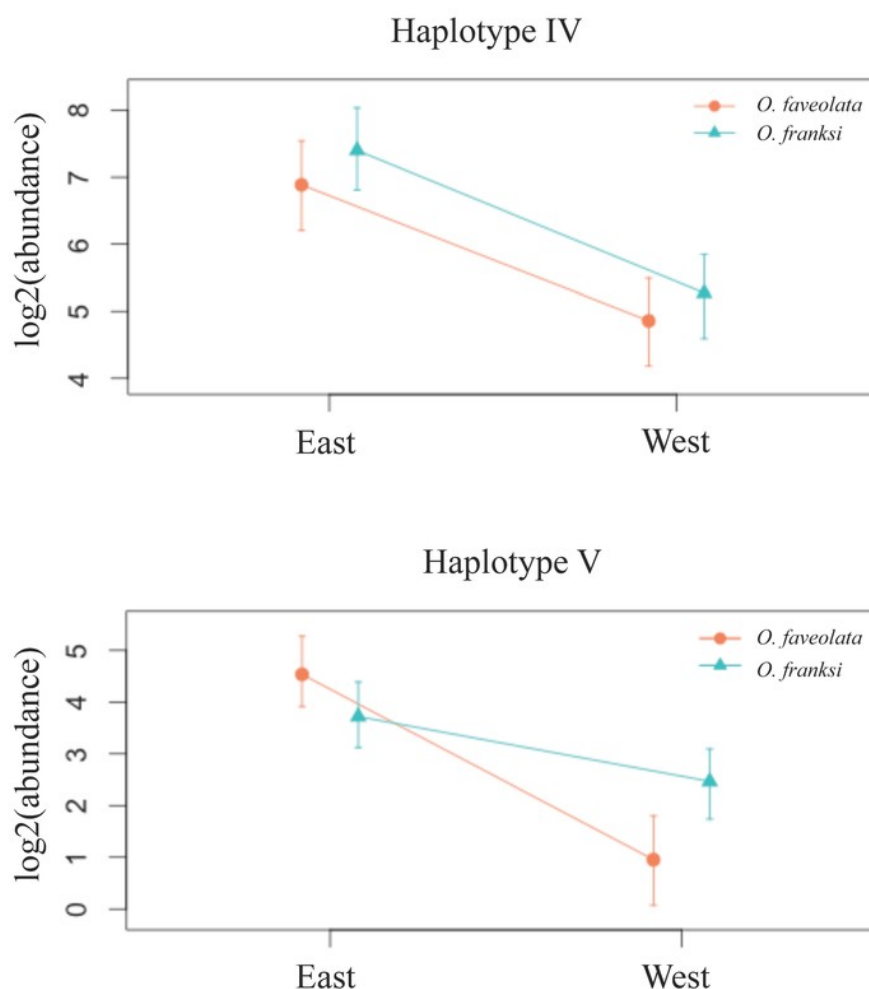 Haplotype IV
log2(abundance)
8
7
6
5
4
O. faveolata
O. franksi
East
West
Haplotype V
log2(abundance)
5
4
3
2
1
0
O. faveolata
O. franksi
East
West